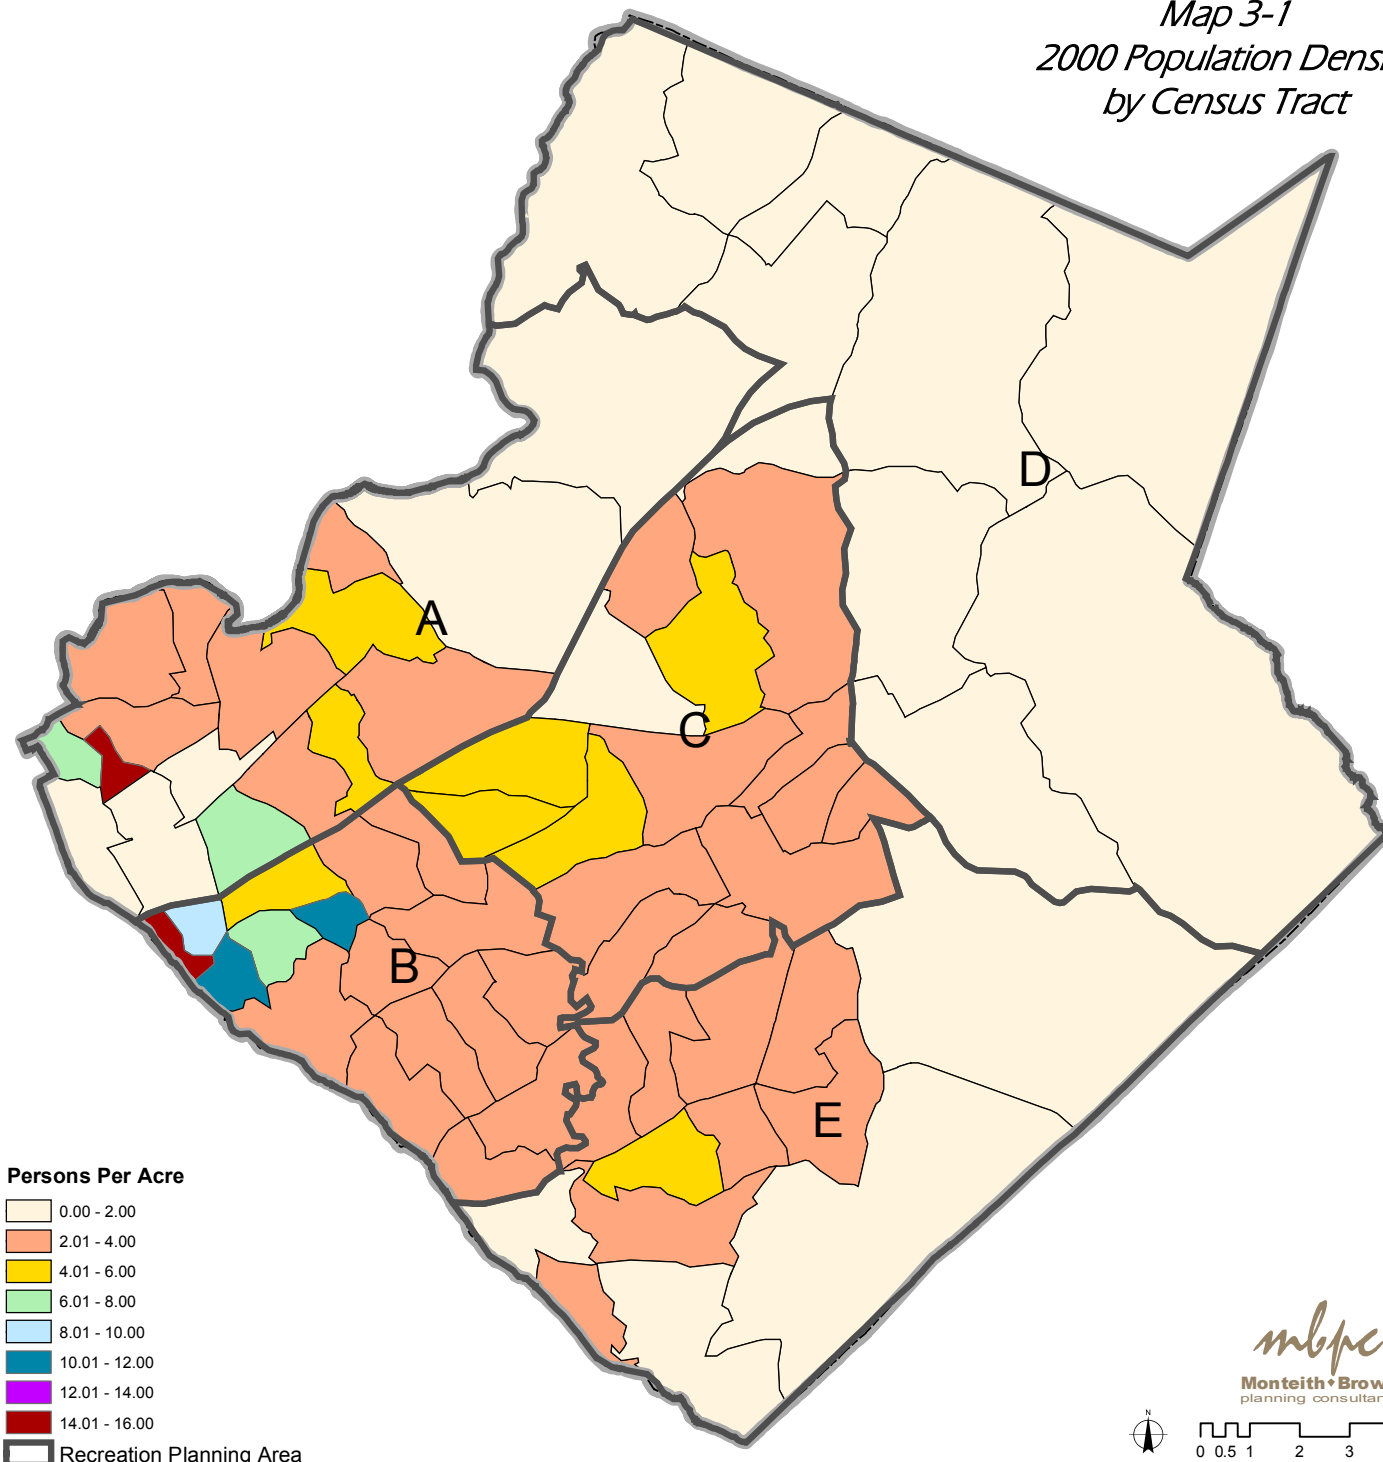 Map 3-1
2000 Population Densi
by Census Tract
D
A
C
B
E
Persons Per Acre
0.00 - 2.00
2.01 - 4.00
4.01 - 6.00
6.01 - 8.00
8.01 - 10.00
10.01 - 12.00
12.01 - 14.00
14.01 - 16.00
Recreation Planning Area
mbpc
Monteith Brow
planning consultan
N
0 0.5 1 2 3